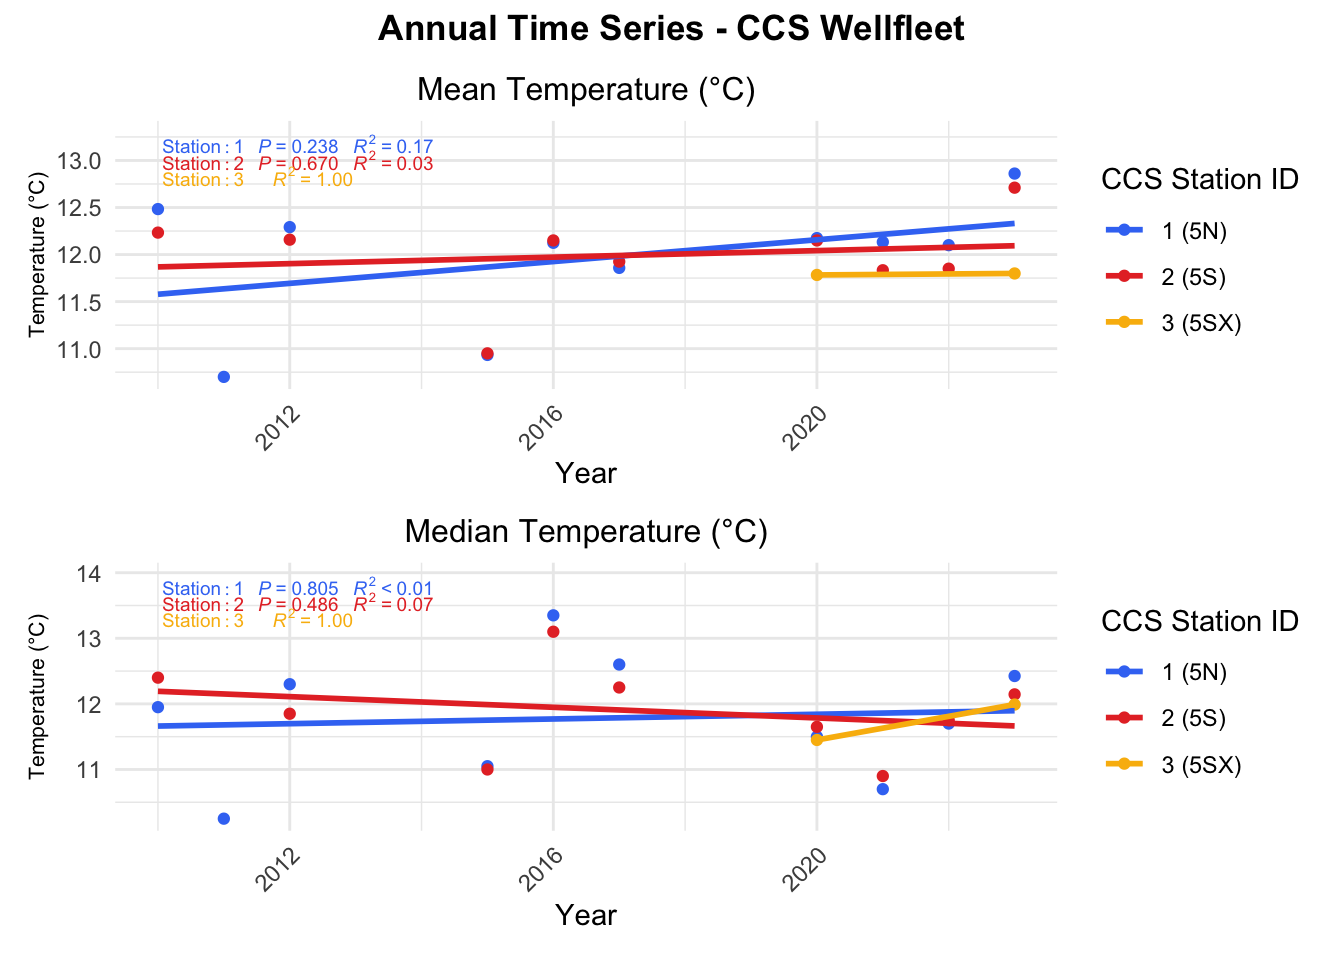 Annual Time Series - CCS Wellfleet
Mean Temperature (°C)
Temperature (°C)
13.0
12.5
12.0
11.5
11.0
Station: 1 P = 0.238 R² = 0.17
Station: 2 P = 0.670 R² = 0.03
Station: 3 R² = 1.00
2012
2016
2020
Year
CCS Station ID
1 (5N)
2 (5S)
3 (5SX)
Median Temperature (°C)
Temperature (°C)
14
13
12
11
Station: 1 P = 0.805 R² < 0.01
Station: 2 P = 0.486 R² = 0.07
Station: 3 R² = 1.00
2012
2016
2020
Year
CCS Station ID
1 (5N)
2 (5S)
3 (5SX)